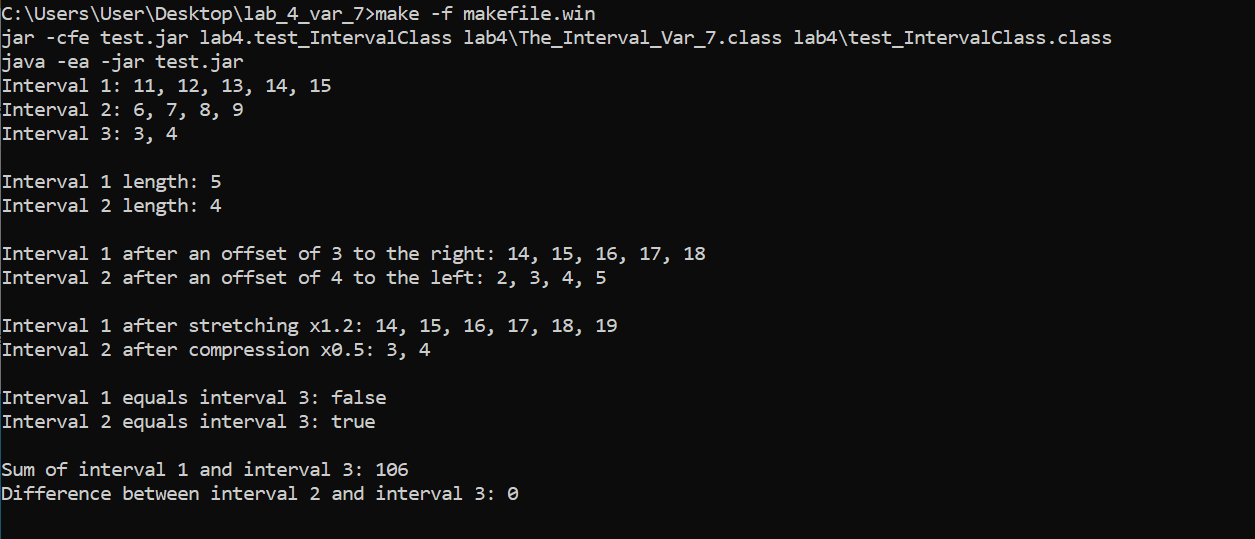 C:\Users\User\Desktop\lab_4_var_7>make -f makefile.win
jar -cfe test.jar lab4.test_IntervalClass lab4\The_Interval_Var_7.class lab4\test_IntervalClass.class
java -ea -jar test.jar
Interval 1: 11, 12, 13, 14, 15
Interval 2: 6, 7, 8, 9
Interval 3: 3, 4
Interval 1 length: 5
Interval 2 length: 4
Interval 1 after an offset of 3 to the right: 14, 15, 16, 17, 18
Interval 2 after an offset of 4 to the left: 2, 3, 4, 5
Interval 1 after stretching x1.2: 14, 15, 16, 17, 18, 19
Interval 2 after compression x0.5: 3, 4
Interval 1 equals interval 3: false
Interval 2 equals interval 3: true
Sum of interval 1 and interval 3: 106
Difference between interval 2 and interval 3: 0